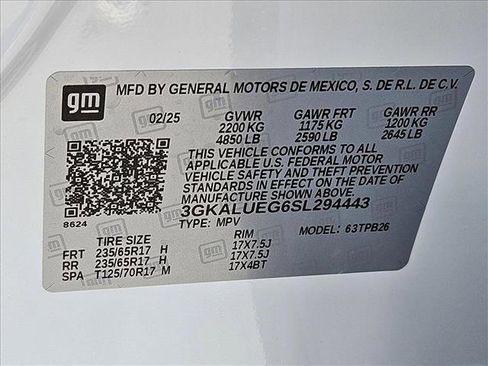 gm
MFD BY GENERAL MOTORS DE MEXICO, S. DE R.L. DE C.V.
02/25 GVWR GAWR FRT GAWR RR
2200 KG 1175 KG 1200 KG
4850 LB 2590 LB 2645 LB
THIS VEHICLE CONFORMS TO ALL
APPLICABLE U.S. FEDERAL MOTOR
VEHICLE SAFETY AND THEFT PREVENTION
STANDARDS IN EFFECT ON THE DATE OF
MANUFACTURE SHOWN ABOVE.
3GKALUEG6SL294443
8624
TYPE: MPV MODEL: 63TPB26
TIRE SIZE RIM
FRT 235/65R17 H 17X7.5J
RR 235/65R17 H 17X7.5J
SPA T125/70R17 M 17X4BT